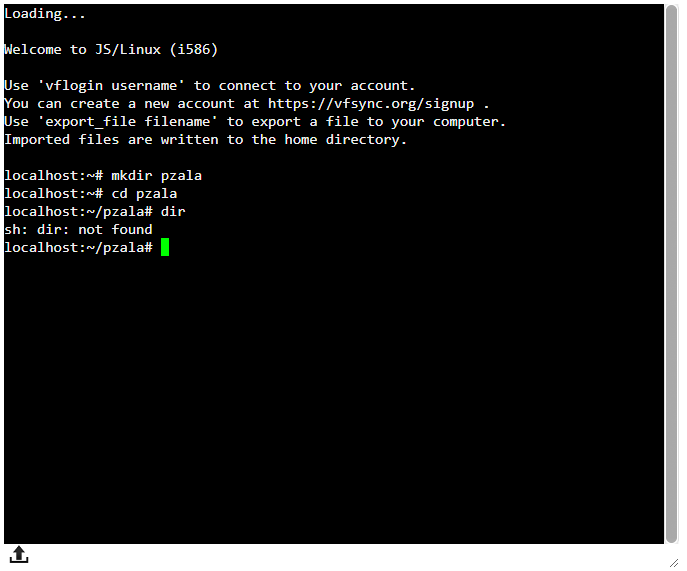 Loading...
Welcome to JS/Linux (i586)
Use 'vflogin username' to connect to your account.
You can create a new account at https://vfsync.org/signup .
Use 'export_file filename' to export a file to your computer.
Imported files are written to the home directory.
localhost:~# mkdir pzala
localhost:~# cd pzala
localhost:~/pzala# dir
sh: dir: not found
localhost:~/pzala#